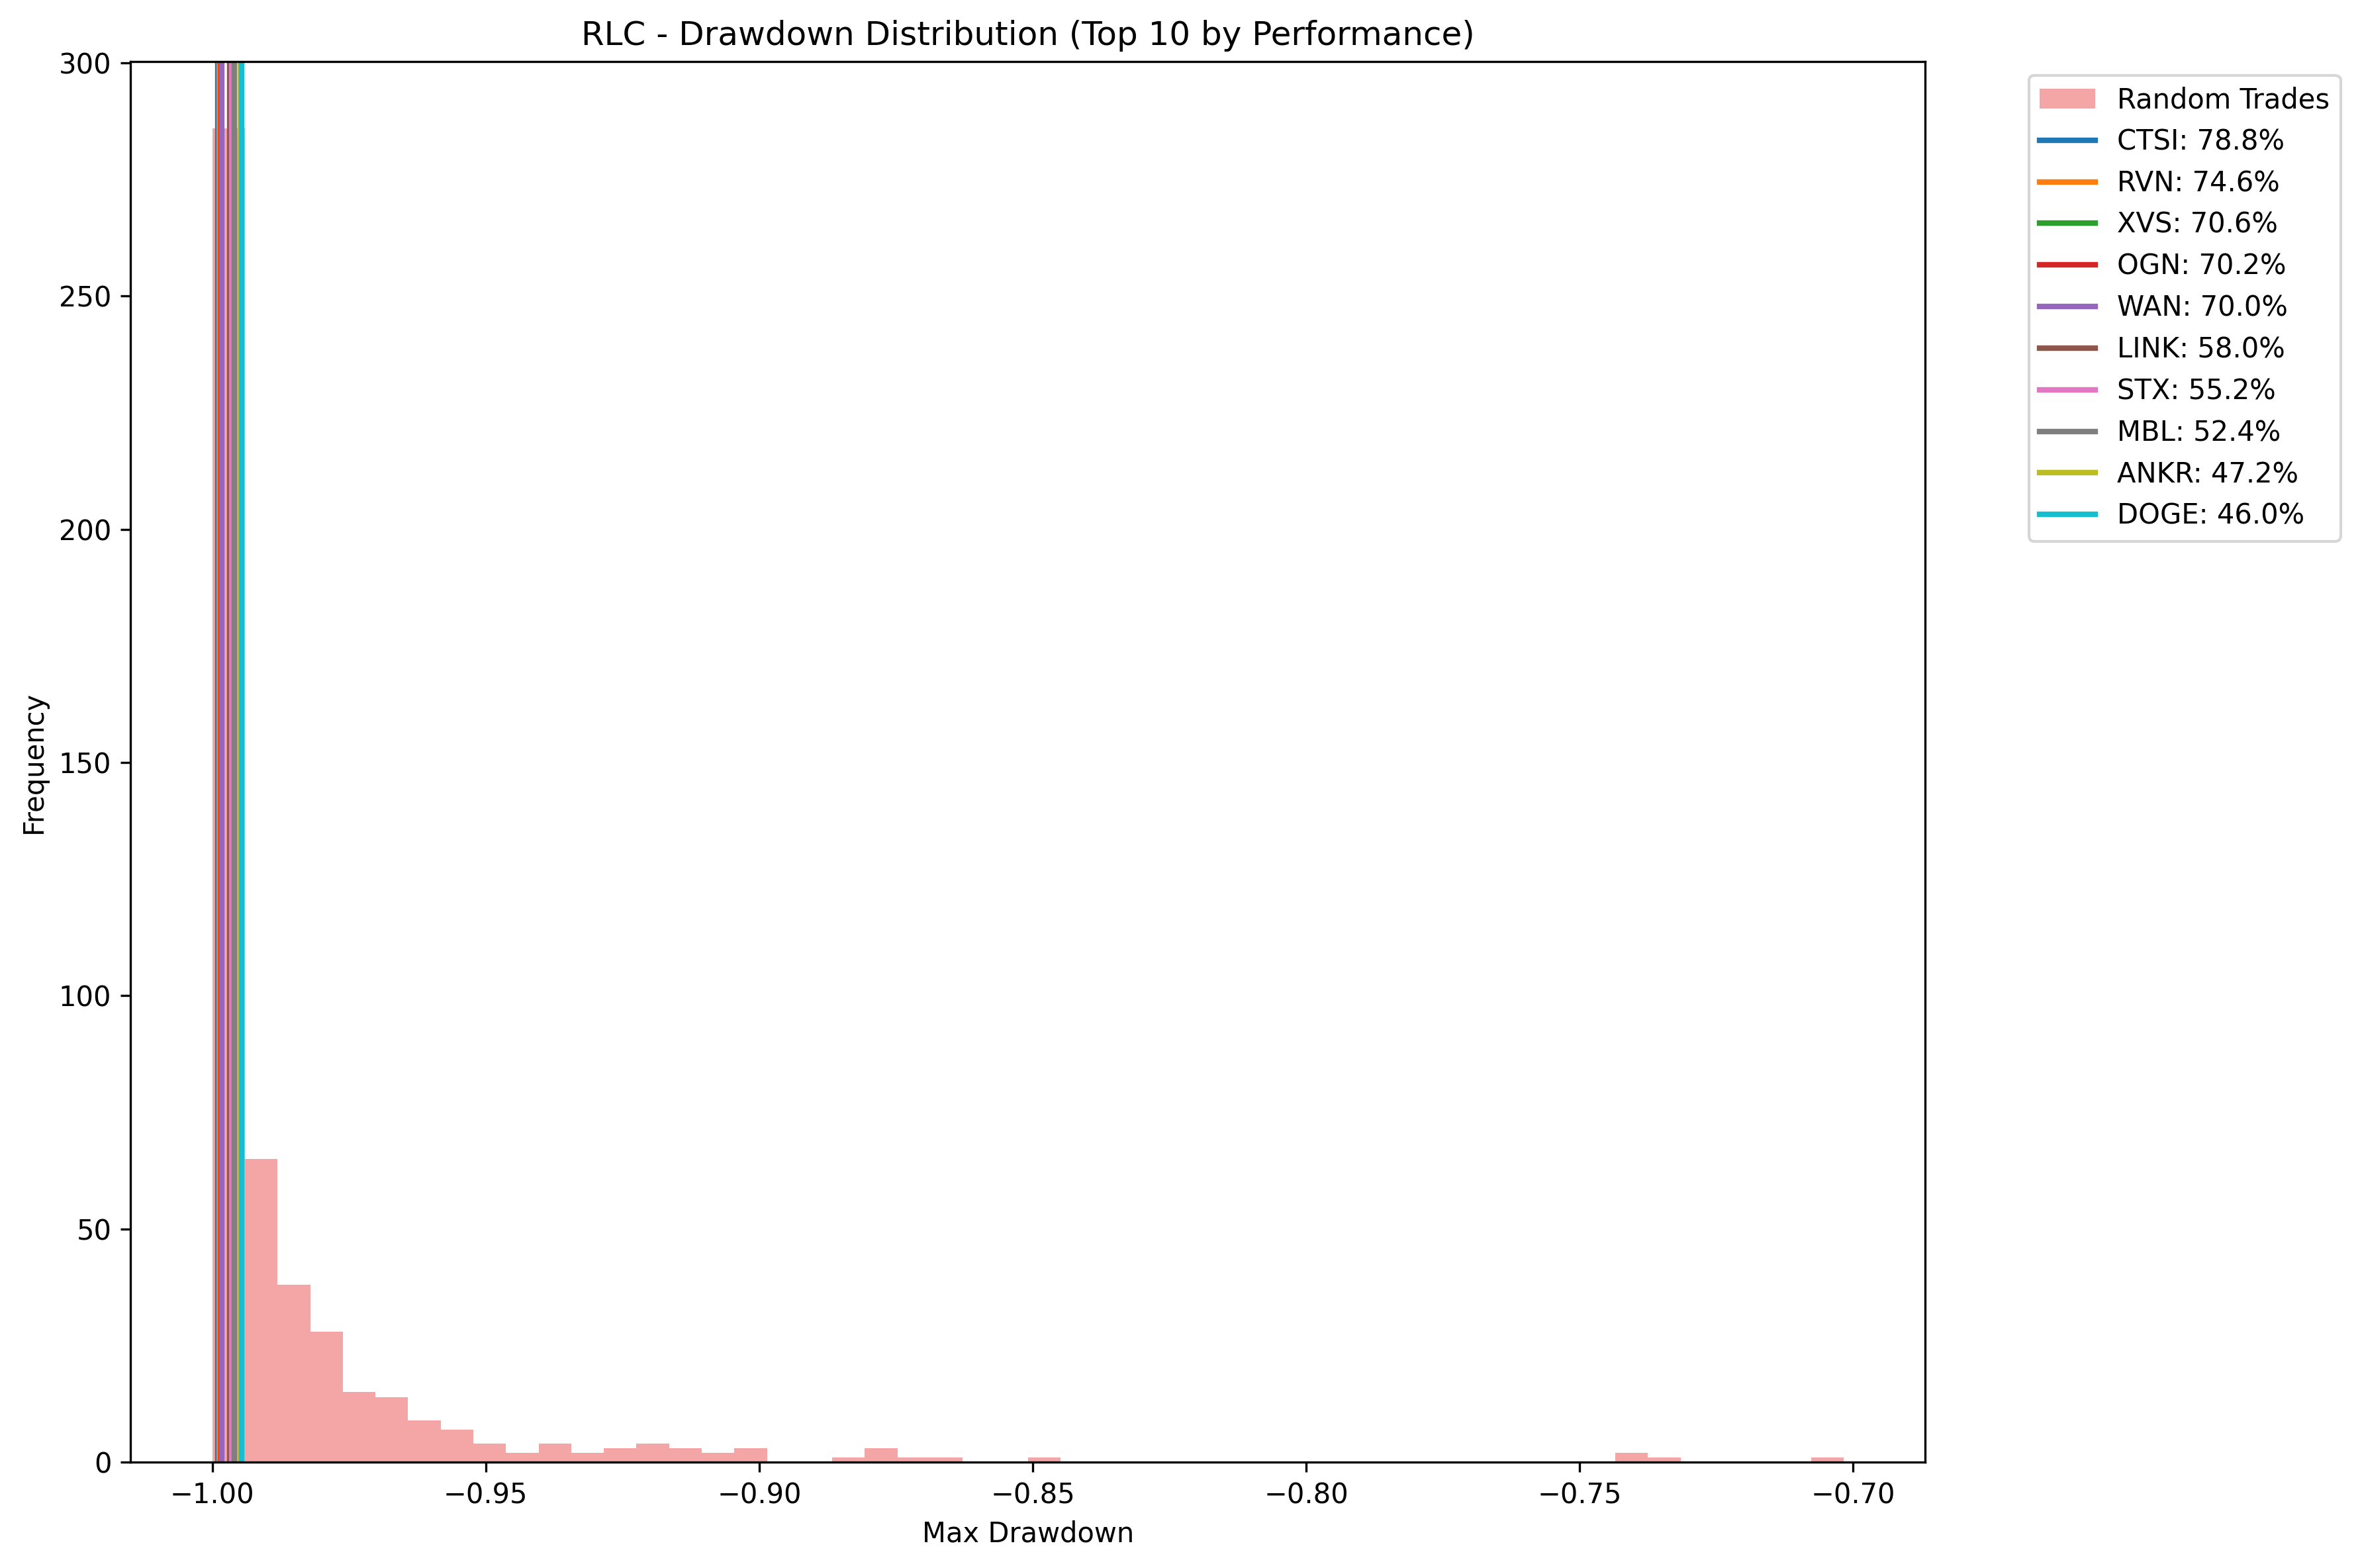 RLC - Drawdown Distribution (Top 10 by Performance)
300
250
200
150
100
50
0
Frequency
−1.00
−0.95
−0.90
−0.85
−0.80
−0.75
−0.70
Max Drawdown
Random Trades
CTSI: 78.8%
RVN: 74.6%
XVS: 70.6%
OGN: 70.2%
WAN: 70.0%
LINK: 58.0%
STX: 55.2%
MBL: 52.4%
ANKR: 47.2%
DOGE: 46.0%